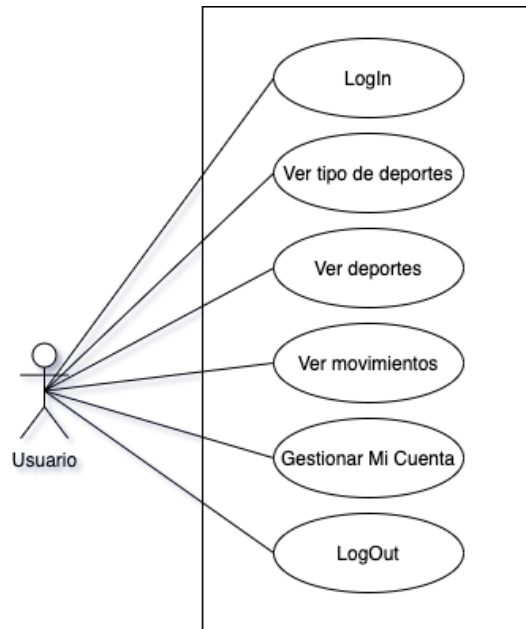 LogIn
Ver tipo de deportes
Ver deportes
Ver movimientos
Usuario
Gestionar Mi Cuenta
LogOut